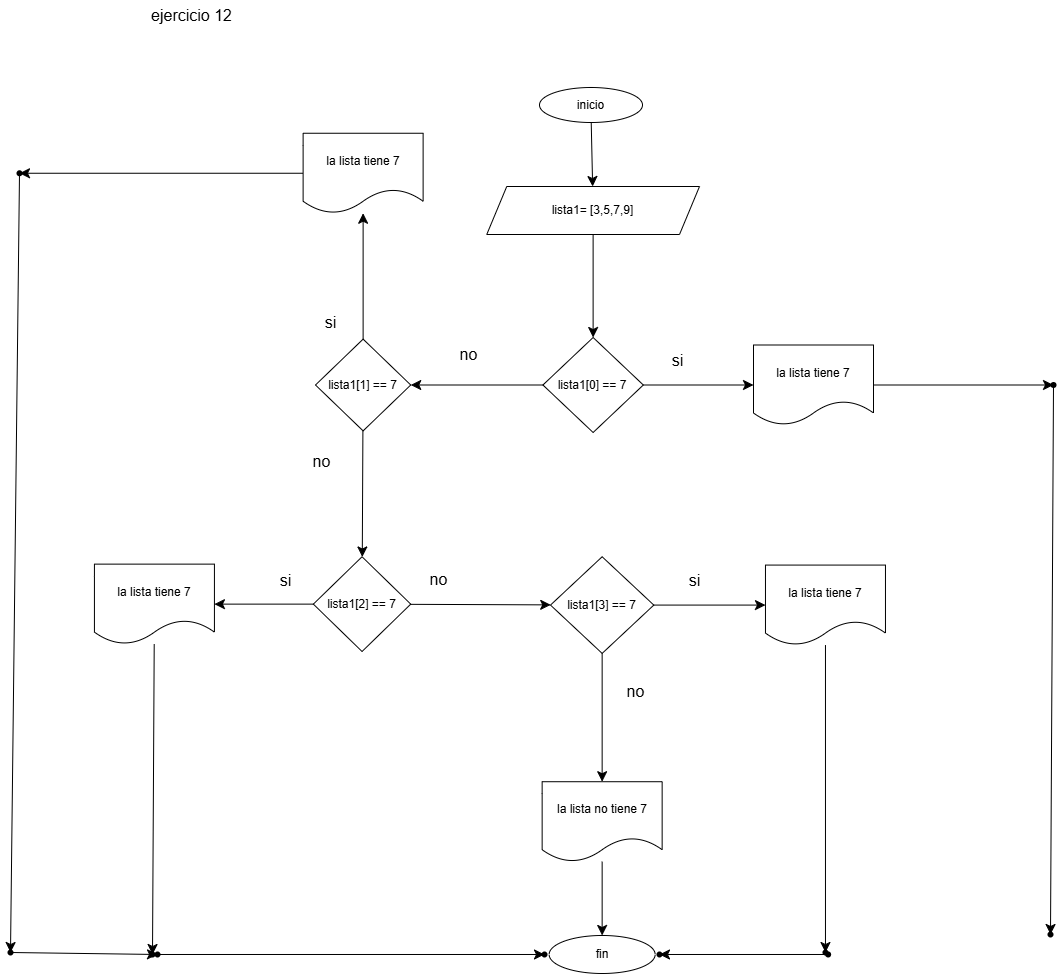 ejercicio 12
inicio
la lista tiene 7
lista1= [3,5,7,9]
si
no
si
lista1[1] == 7
lista1[0] == 7
la lista tiene 7
no
la lista tiene 7
si
lista1[2] == 7
no
lista1[3] == 7
si
la lista tiene 7
no
la lista no tiene 7
fin